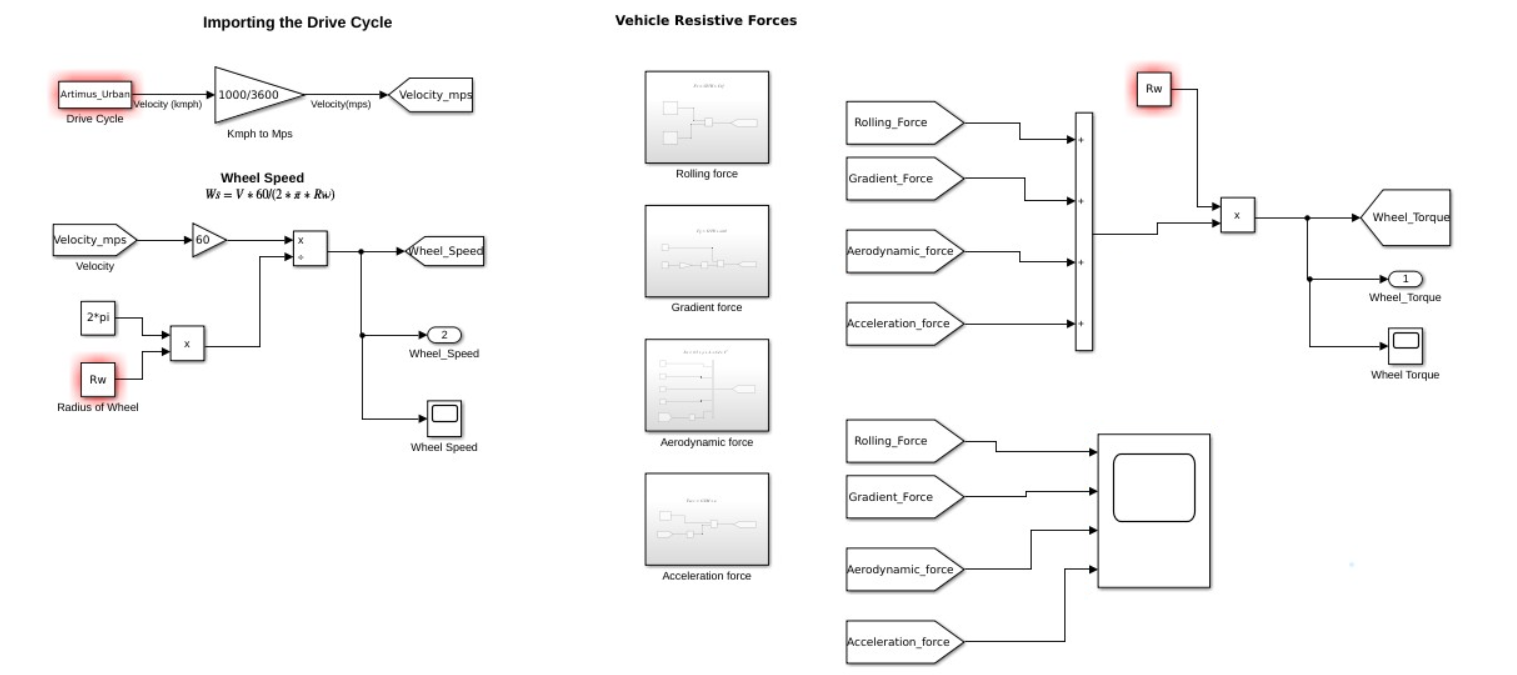 Importing the Drive Cycle
Artimus_Urban
Velocity (kmph)
Drive Cycle
1000/3600
Kmph to Mps
Velocity(mps)
Velocity_mps
Wheel Speed
Ws = V * 60/(2 * π * Rw)
Velocity_mps
Velocity
60
x
÷
Wheel_Speed
2*pi
x
Rw
Radius of Wheel
2
Wheel_Speed
Wheel Speed
Vehicle Resistive Forces
Rolling force
Gradient force
Aerodynamic force
Acceleration force
Rolling_Force
Gradient_Force
Aerodynamic_force
Acceleration_force
+
+
+
+
Rw
x
Wheel_Torque
1
Wheel_Torque
Wheel Torque
Rolling_Force
Gradient_Force
Aerodynamic_force
Acceleration_force